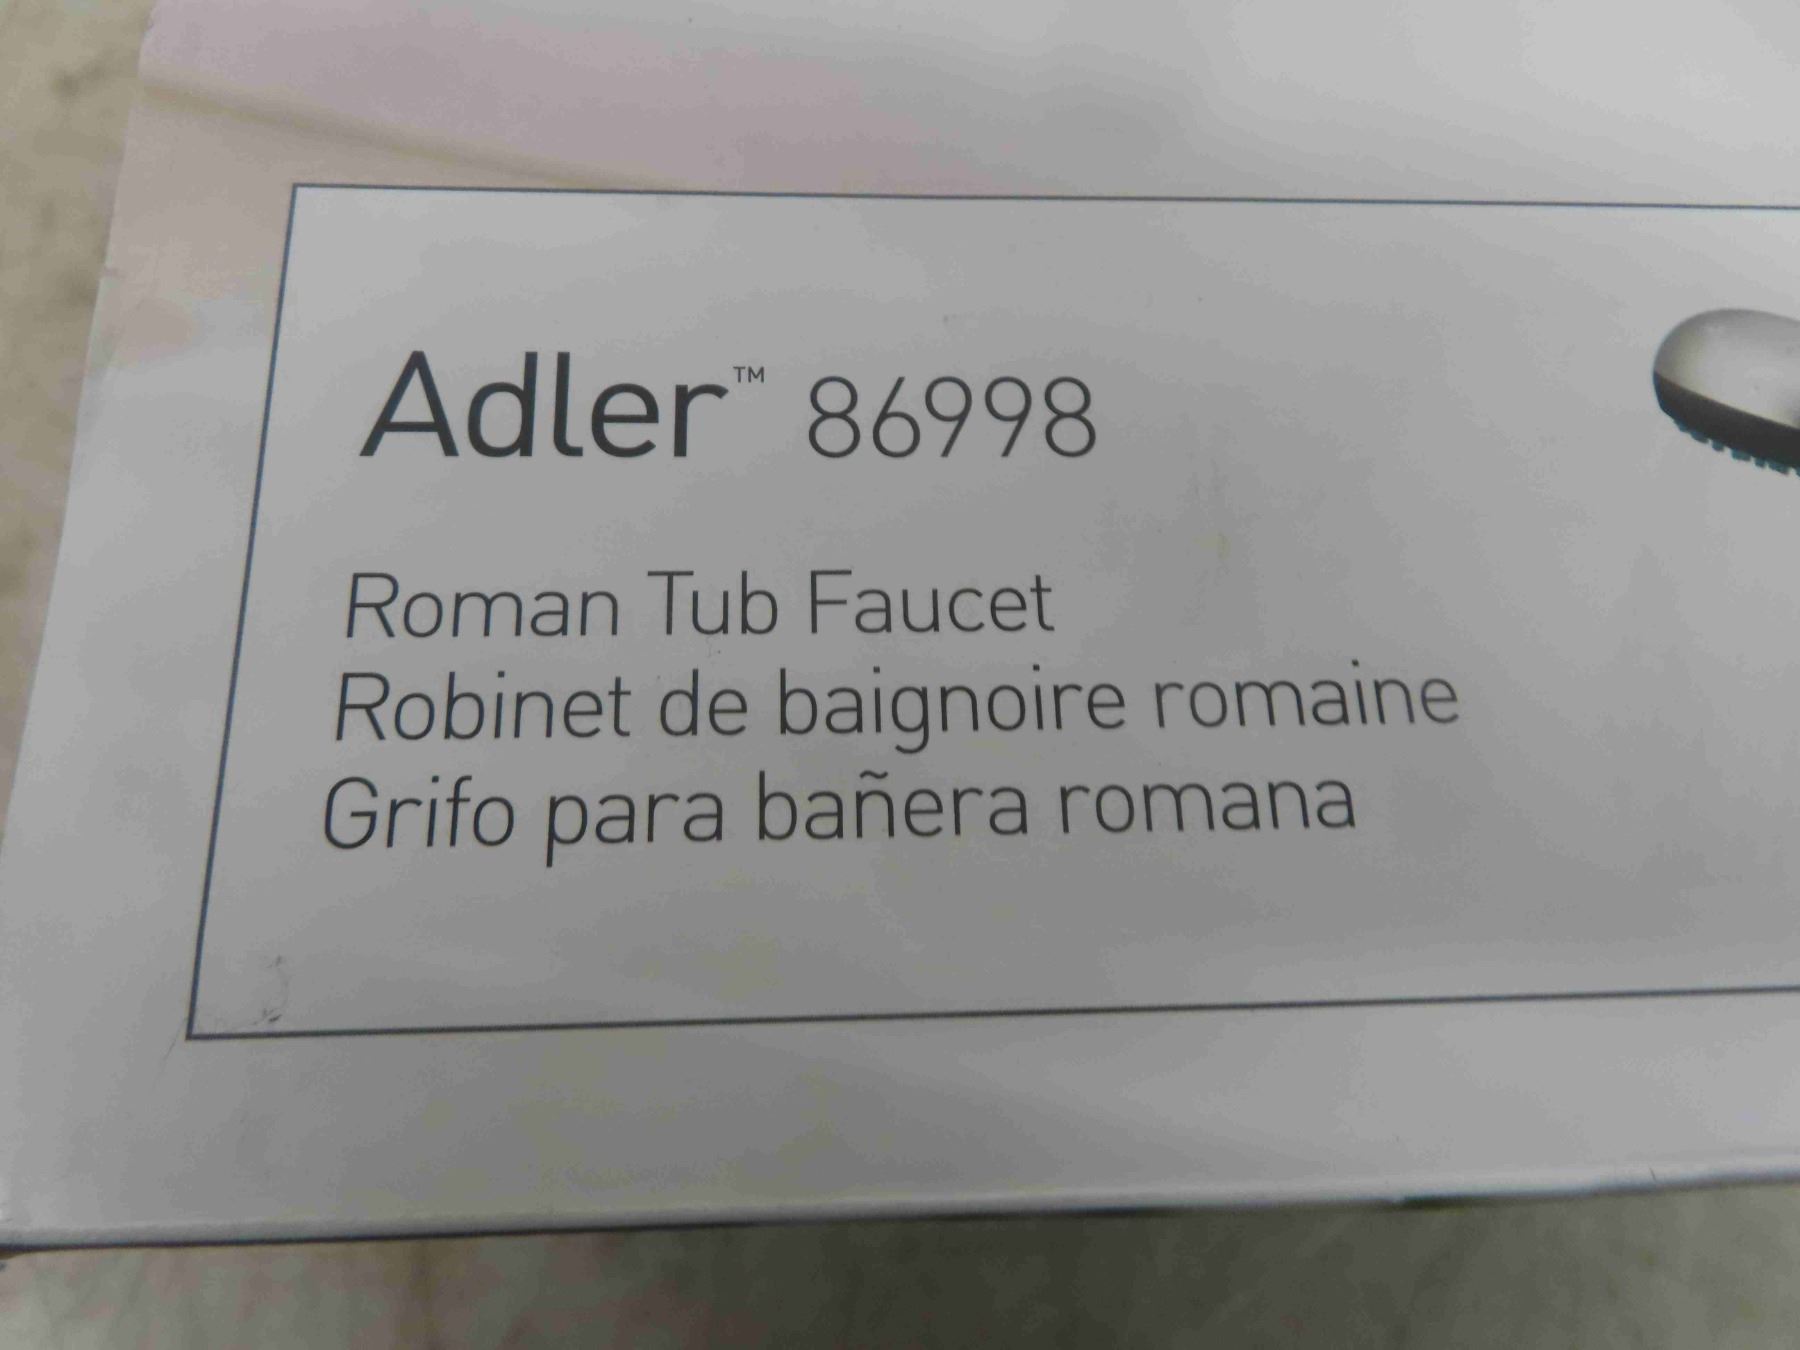 Adler™ 86998
Roman Tub Faucet
Robinet de baignoire romaine
Grifo para bañera romana